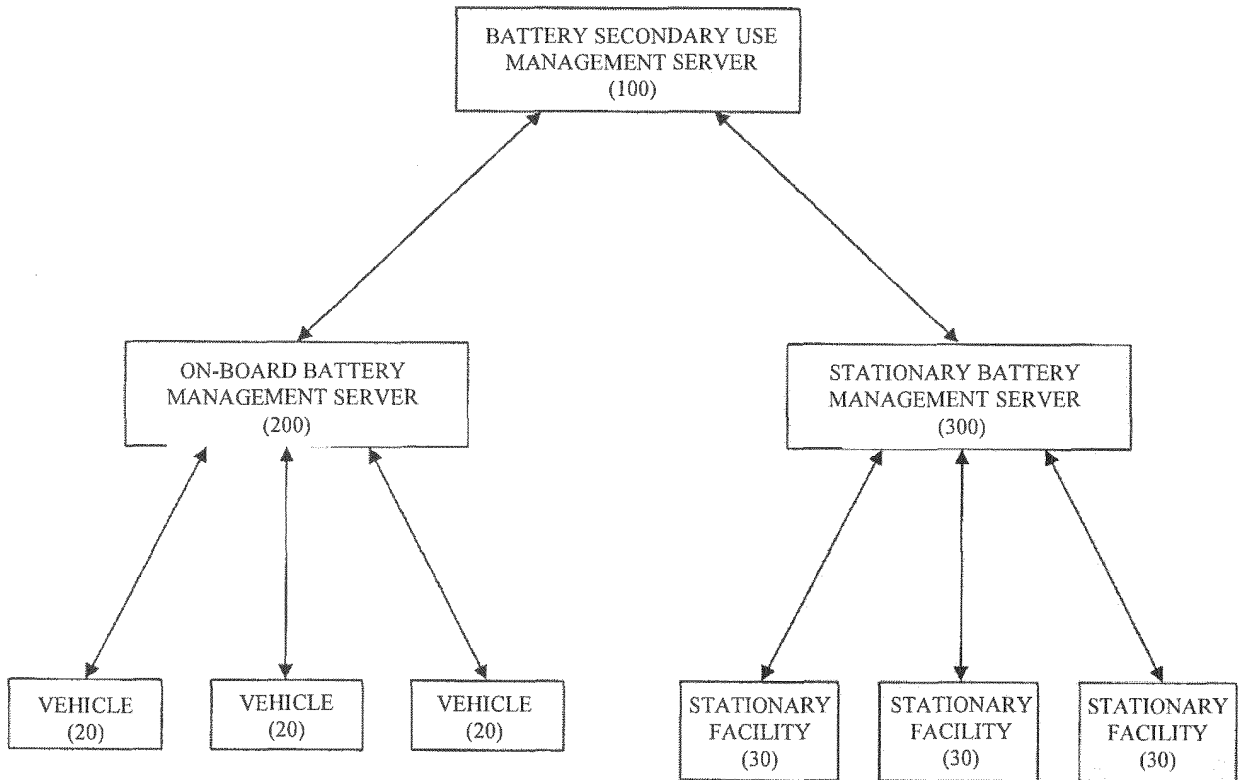 BATTERY SECONDARY USE
MANAGEMENT SERVER
(100)
ON-BOARD BATTERY
MANAGEMENT SERVER
(200)
STATIONARY BATTERY
MANAGEMENT SERVER
(300)
VEHICLE
(20)
VEHICLE
(20)
VEHICLE
(20)
STATIONARY
FACILITY
(30)
STATIONARY
FACILITY
(30)
STATIONARY
FACILITY
(30)